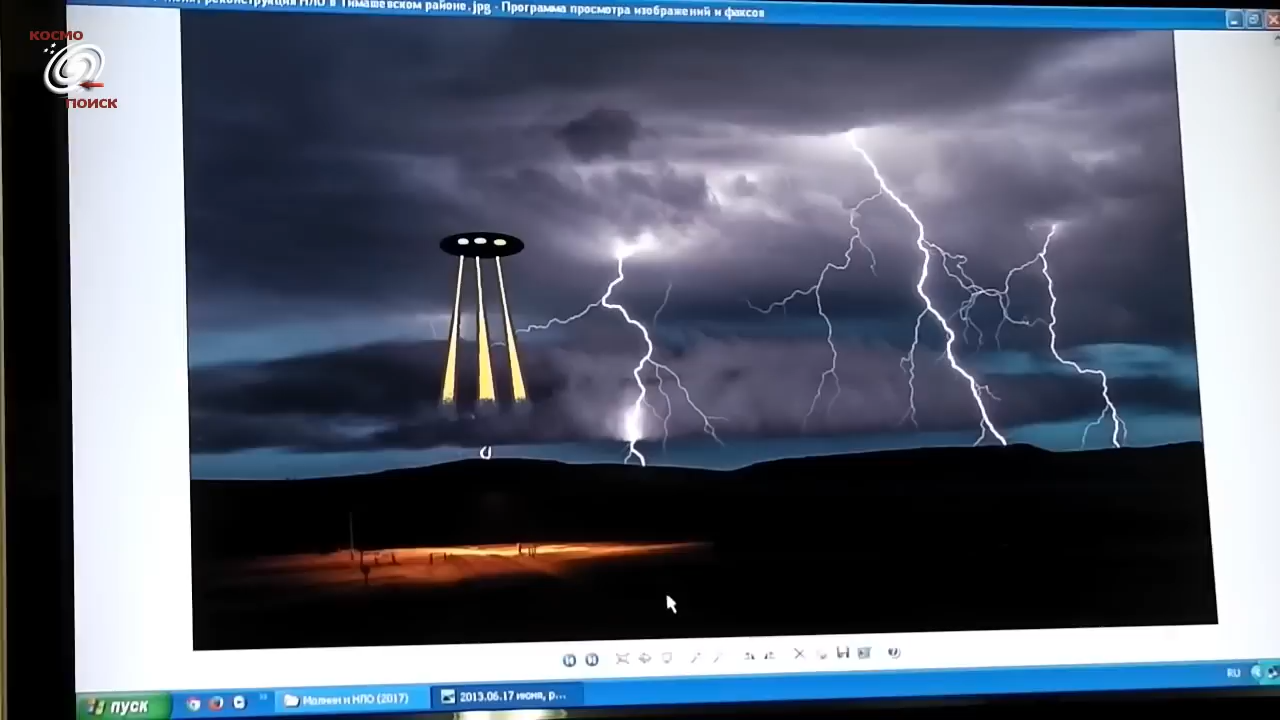 реконструкция НЛО в Тимашевском районе.jpg - Программа просмотра изображений и факсов
КОСМО
ПОИСК
RU
пуск
Молнии и НЛО (2017)
2013.06.17 июня, р...